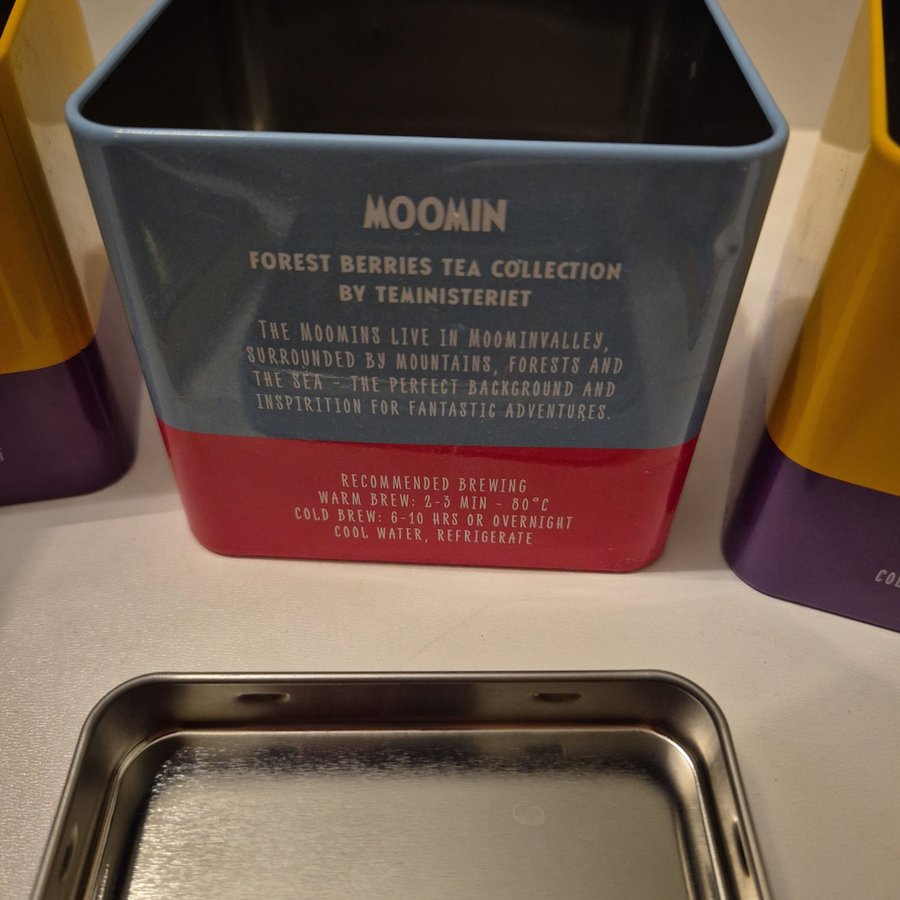 MOOMIN
FOREST BERRIES TEA COLLECTION
BY TEMINISTERIET
THE MOOMINS LIVE IN MOOMINVALLEY,
SURROUNDED BY MOUNTAINS, FORESTS AND
THE SEA – THE PERFECT BACKGROUND AND
INSPIRITION FOR FANTASTIC ADVENTURES.
RECOMMENDED BREWING
WARM BREW: 2-3 MIN - 80°C
COLD BREW: 6-10 HRS OR OVERNIGHT
COOL WATER, REFRIGERATE